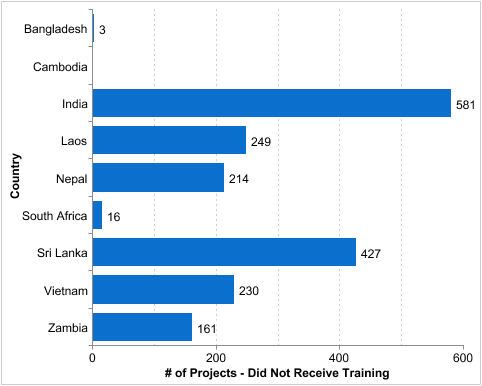 Bangladesh 3
Cambodia
India 581
Laos 249
Nepal 214
South Africa 16
Sri Lanka 427
Vietnam 230
Zambia 161
Country
0 200 400 600
# of Projects - Did Not Receive Training